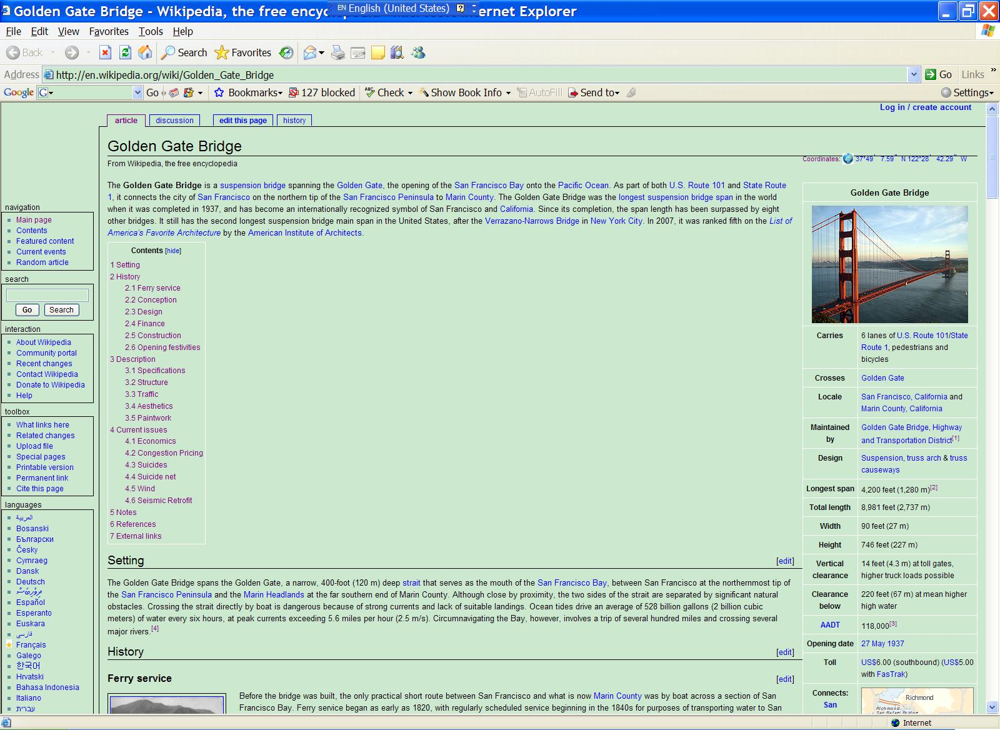 Golden Gate Bridge - Wikipedia, the free encyc
EN English (United States)
ernet Explorer
File Edit View Favorites Tools Help
Back Search Favorites
Address http://en.wikipedia.org/wiki/Golden_Gate_Bridge Go Links »
Google G Go Bookmarks 127 blocked Check Show Book Info AutoFill Send to Settings
Log in / create account
article discussion edit this page history
Golden Gate Bridge
From Wikipedia, the free encyclopedia
Coordinates: 37°49′ 7.59″ N 122°28′ 42.29″ W
The Golden Gate Bridge is a suspension bridge spanning the Golden Gate, the opening of the San Francisco Bay onto the Pacific Ocean. As part of both U.S. Route 101 and State Route
1, it connects the city of San Francisco on the northern tip of the San Francisco Peninsula to Marin County. The Golden Gate Bridge was the longest suspension bridge span in the world
when it was completed in 1937, and has become an internationally recognized symbol of San Francisco and California. Since its completion, the span length has been surpassed by eight
other bridges. It still has the second longest suspension bridge main span in the United States, after the Verrazano-Narrows Bridge in New York City. In 2007, it was ranked fifth on the List of
America's Favorite Architecture by the American Institute of Architects.
navigation
Main page
Contents
Featured content
Current events
Random article
search
Go Search
interaction
About Wikipedia
Community portal
Recent changes
Contact Wikipedia
Donate to Wikipedia
Help
toolbox
What links here
Related changes
Upload file
Special pages
Printable version
Permanent link
Cite this page
languages
العربية
Bosanski
Български
Česky
Cymraeg
Dansk
Deutsch
ދިވެހިބަސް
Español
Esperanto
Euskara
فارسی
Français
Galego
한국어
Hrvatski
Bahasa Indonesia
Italiano
עברית
Contents [hide]
1 Setting
2 History
2.1 Ferry service
2.2 Conception
2.3 Design
2.4 Finance
2.5 Construction
2.6 Opening festivities
3 Description
3.1 Specifications
3.2 Structure
3.3 Traffic
3.4 Aesthetics
3.5 Paintwork
4 Current issues
4.1 Economics
4.2 Congestion Pricing
4.3 Suicides
4.4 Suicide net
4.5 Wind
4.6 Seismic Retrofit
5 Notes
6 References
7 External links
Setting [edit]
The Golden Gate Bridge spans the Golden Gate, a narrow, 400-foot (120 m) deep strait that serves as the mouth of the San Francisco Bay, between San Francisco at the northernmost tip of
the San Francisco Peninsula and the Marin Headlands at the far southern end of Marin County. Although close by proximity, the two sides of the strait are separated by significant natural
obstacles. Crossing the strait directly by boat is dangerous because of strong currents and lack of suitable landings. Ocean tides drive an average of 528 billion gallons (2 billion cubic
meters) of water every six hours, at peak currents exceeding 5.6 miles per hour (2.5 m/s). Circumnavigating the Bay, however, involves a trip of several hundred miles and crossing several
major rivers.[4]
History [edit]
Ferry service [edit]
Before the bridge was built, the only practical short route between San Francisco and what is now Marin County was by boat across a section of San
Francisco Bay. Ferry service began as early as 1820, with regularly scheduled service beginning in the 1840s for purposes of transporting water to San
Golden Gate Bridge
Carries 6 lanes of U.S. Route 101/State
Route 1, pedestrians and
bicycles
Crosses Golden Gate
Locale San Francisco, California and
Marin County, California
Maintained Golden Gate Bridge, Highway
by and Transportation District[1]
Design Suspension, truss arch & truss
causeways
Longest span 4,200 feet (1,280 m)[2]
Total length 8,981 feet (2,737 m)
Width 90 feet (27 m)
Height 746 feet (227 m)
Vertical 14 feet (4.3 m) at toll gates,
clearance higher truck loads possible
Clearance 220 feet (67 m) at mean higher
below high water
AADT 118,000[3]
Opening date 27 May 1937
Toll US$6.00 (southbound) (US$5.00
with FasTrak)
Connects: Richmond
San Richmond-
San Rafael Bridge
Internet